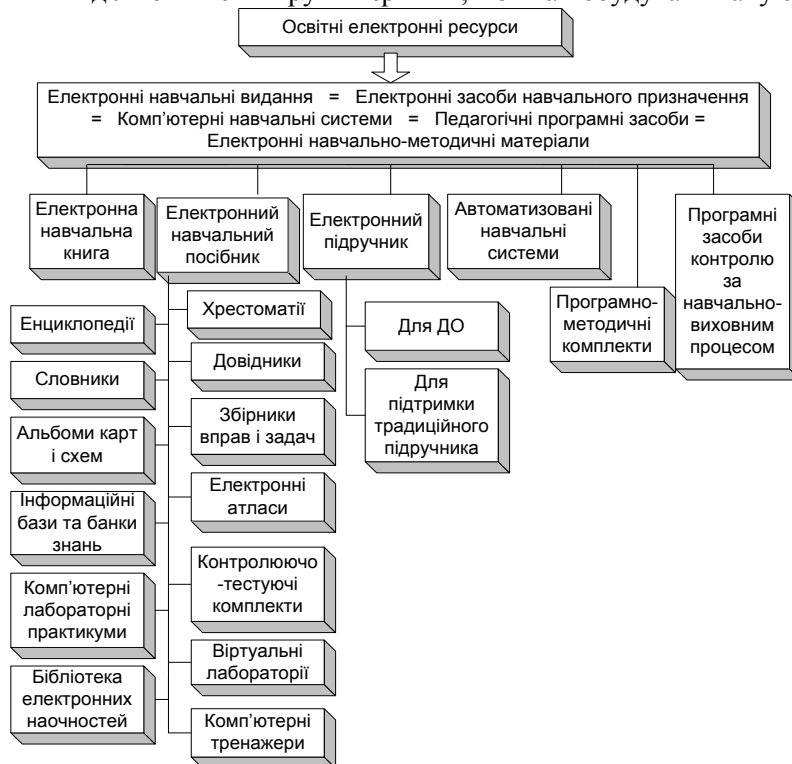 Освітні електронні ресурси
Електронні навчальні видання = Електронні засоби навчального призначення
= Комп’ютерні навчальні системи = Педагогічні програмні засоби =
Електронні навчально-методичні матеріали
Електронна
навчальна
книга
Електронний
навчальний
посібник
Електронний
підручник
Автоматизовані
навчальні
системи
Програмно-
методичні
комплекти
Програмні
засоби
контролю
за
навчально-
виховним
процесом
Енциклопедії
Словники
Альбоми карт
і схем
Інформаційні
бази та банки
знань
Комп’ютерні
лабораторні
практикуми
Бібліотека
електронних
наочностей
Хрестоматії
Довідники
Збірники
вправ і задач
Електронні
атласи
Контролюючо
-тестуючі
комплекти
Віртуальні
лабораторії
Комп’ютерні
тренажери
Для ДО
Для
підтримки
традиційного
підручника